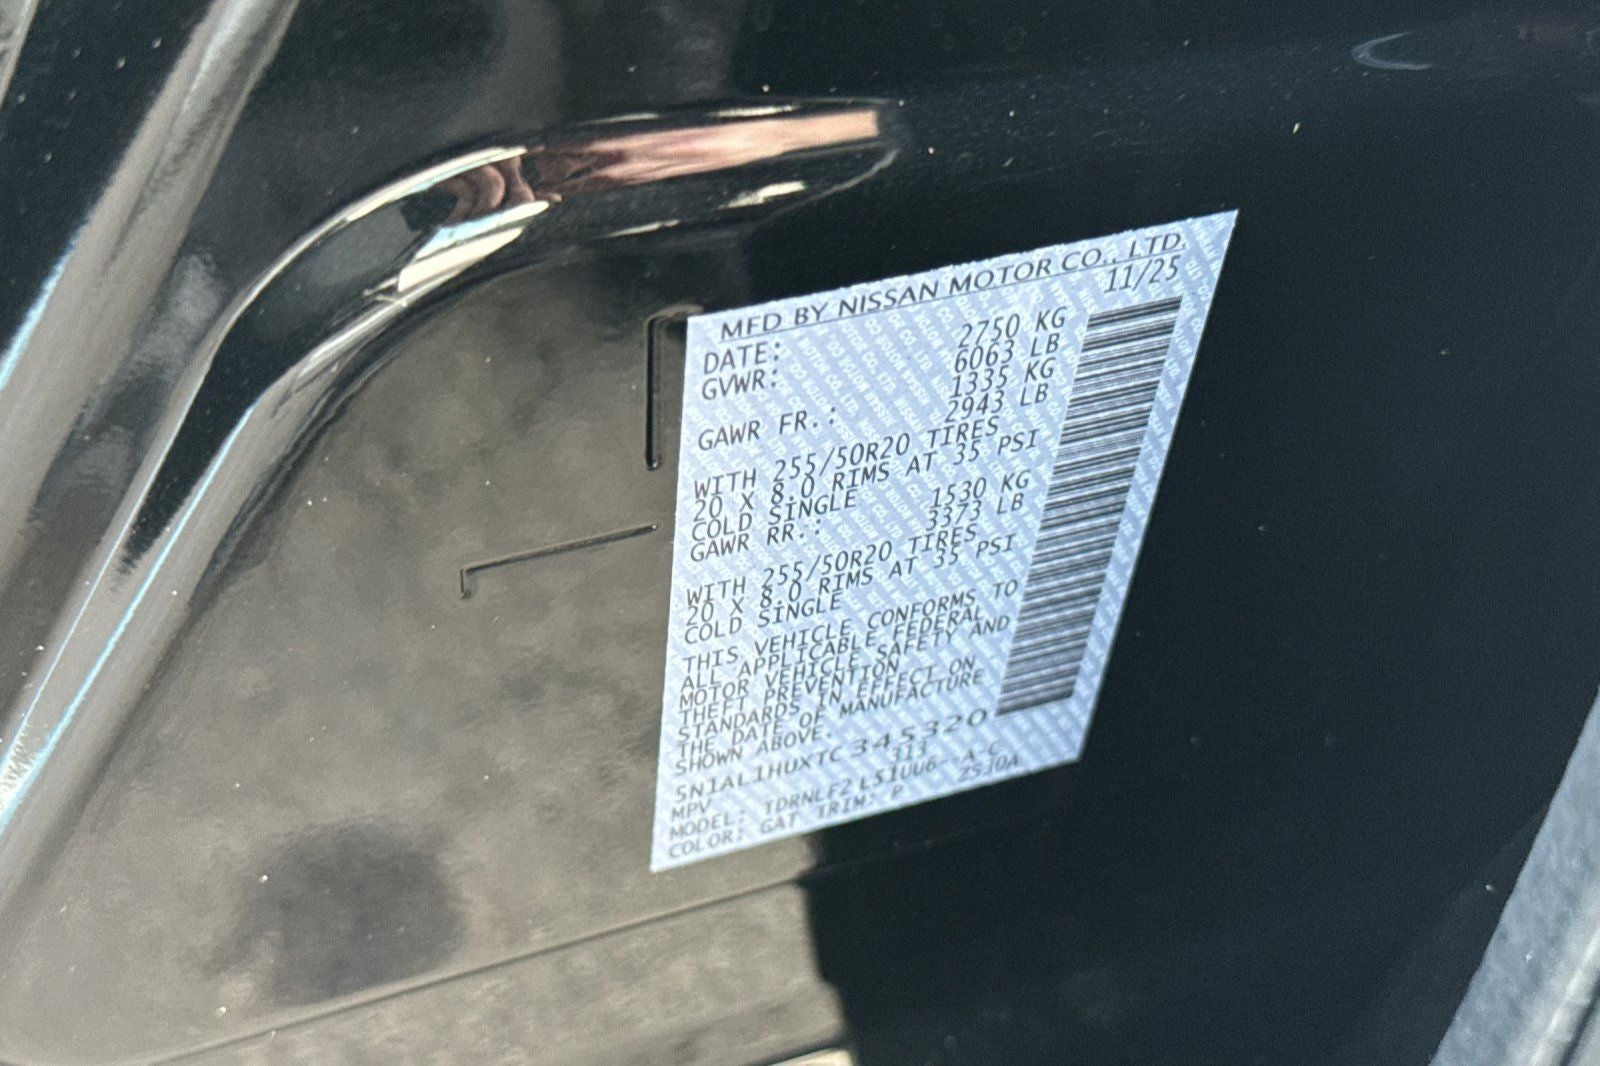 MFD BY NISSAN MOTOR CO., LTD.
DATE: 11/25
GVWR: 2750 KG
6063 LB
GAWR FR.: 1335 KG
2943 LB
WITH 255/50R20 TIRES
20 X 8.0 RIMS AT 35 PSI
COLD SINGLE
GAWR RR.: 1530 KG
3373 LB
WITH 255/50R20 TIRES
20 X 8.0 RIMS AT 35 PSI
COLD SINGLE
THIS VEHICLE CONFORMS TO
ALL APPLICABLE FEDERAL
MOTOR VEHICLE SAFETY AND
THEFT PREVENTION
STANDARDS IN EFFECT ON
THE DATE OF MANUFACTURE
SHOWN ABOVE.
5N1AL1HUXTC345320
MPV 313
MODEL: TDRNLF2 L51UU6--A-C
COLOR: GAT TRIM: P